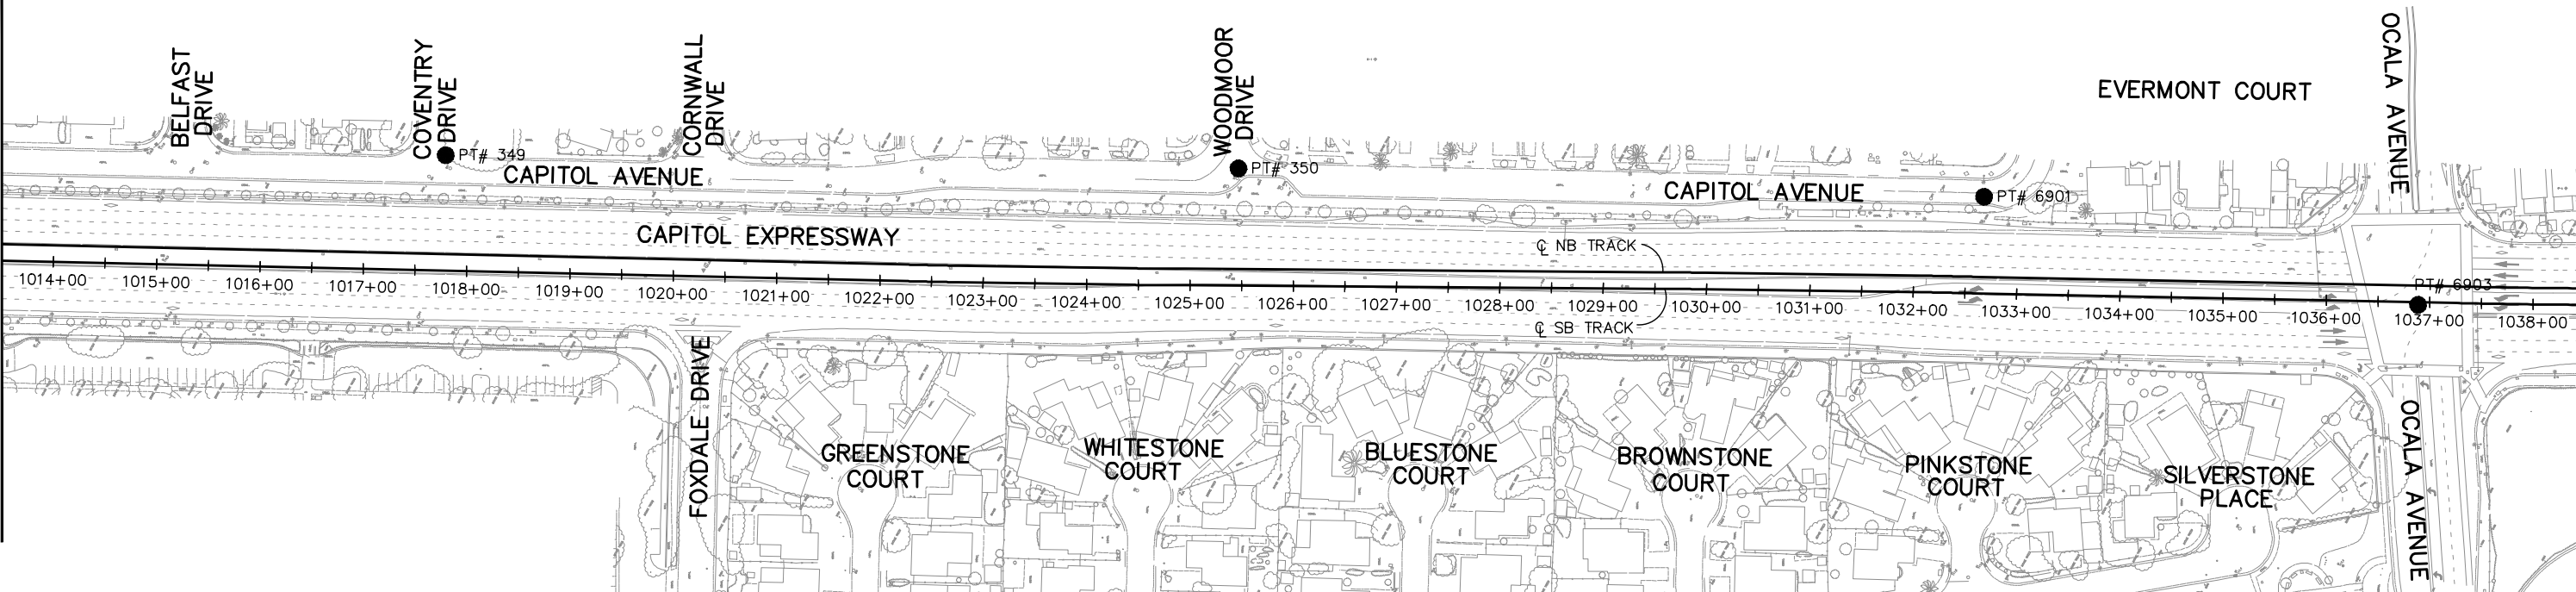 BELFAST
DRIVE
COVENTRY
DRIVE
CORNWALL
DRIVE
WOODMOOR
DRIVE
EVERMONT COURT
OCALA AVENUE
PT# 349
CAPITOL AVENUE
PT# 350
CAPITOL AVENUE
PT# 6901
CAPITOL EXPRESSWAY
℄ NB TRACK
PT# 6903
1014+00
1015+00
1016+00
1017+00
1018+00
1019+00
1020+00
1021+00
1022+00
1023+00
1024+00
1025+00
1026+00
1027+00
1028+00
1029+00
1030+00
1031+00
1032+00
1033+00
1034+00
1035+00
1036+00
1037+00
1038+00
℄ SB TRACK
FOXDALE DRIVE
GREENSTONE
COURT
WHITESTONE
COURT
BLUESTONE
COURT
BROWNSTONE
COURT
PINKSTONE
COURT
SILVERSTONE
PLACE
OCALA AVENUE